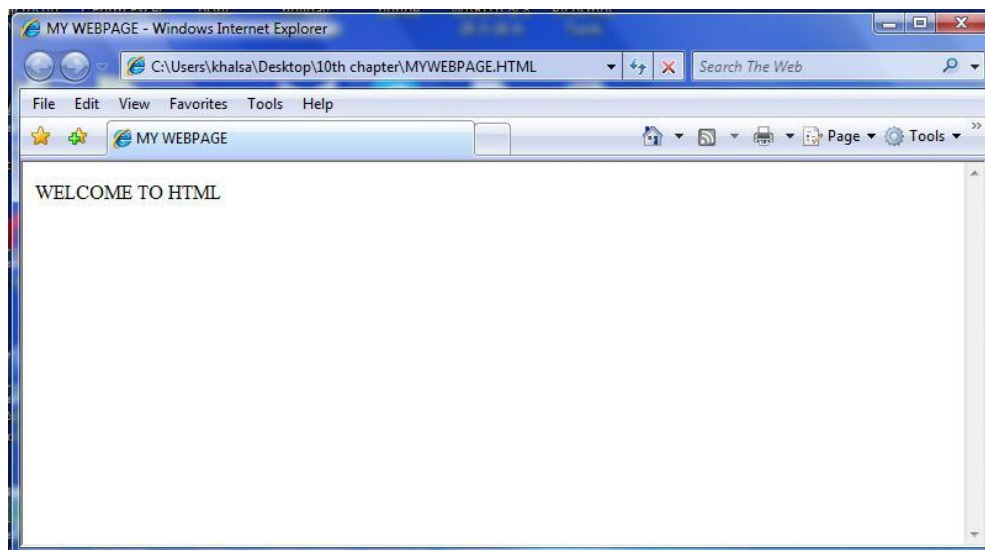 MY WEBPAGE - Windows Internet Explorer
C:\Users\khalsa\Desktop\10th chapter\MYWEBPAGE.HTML Search The Web
File Edit View Favorites Tools Help
MY WEBPAGE Page Tools »
WELCOME TO HTML